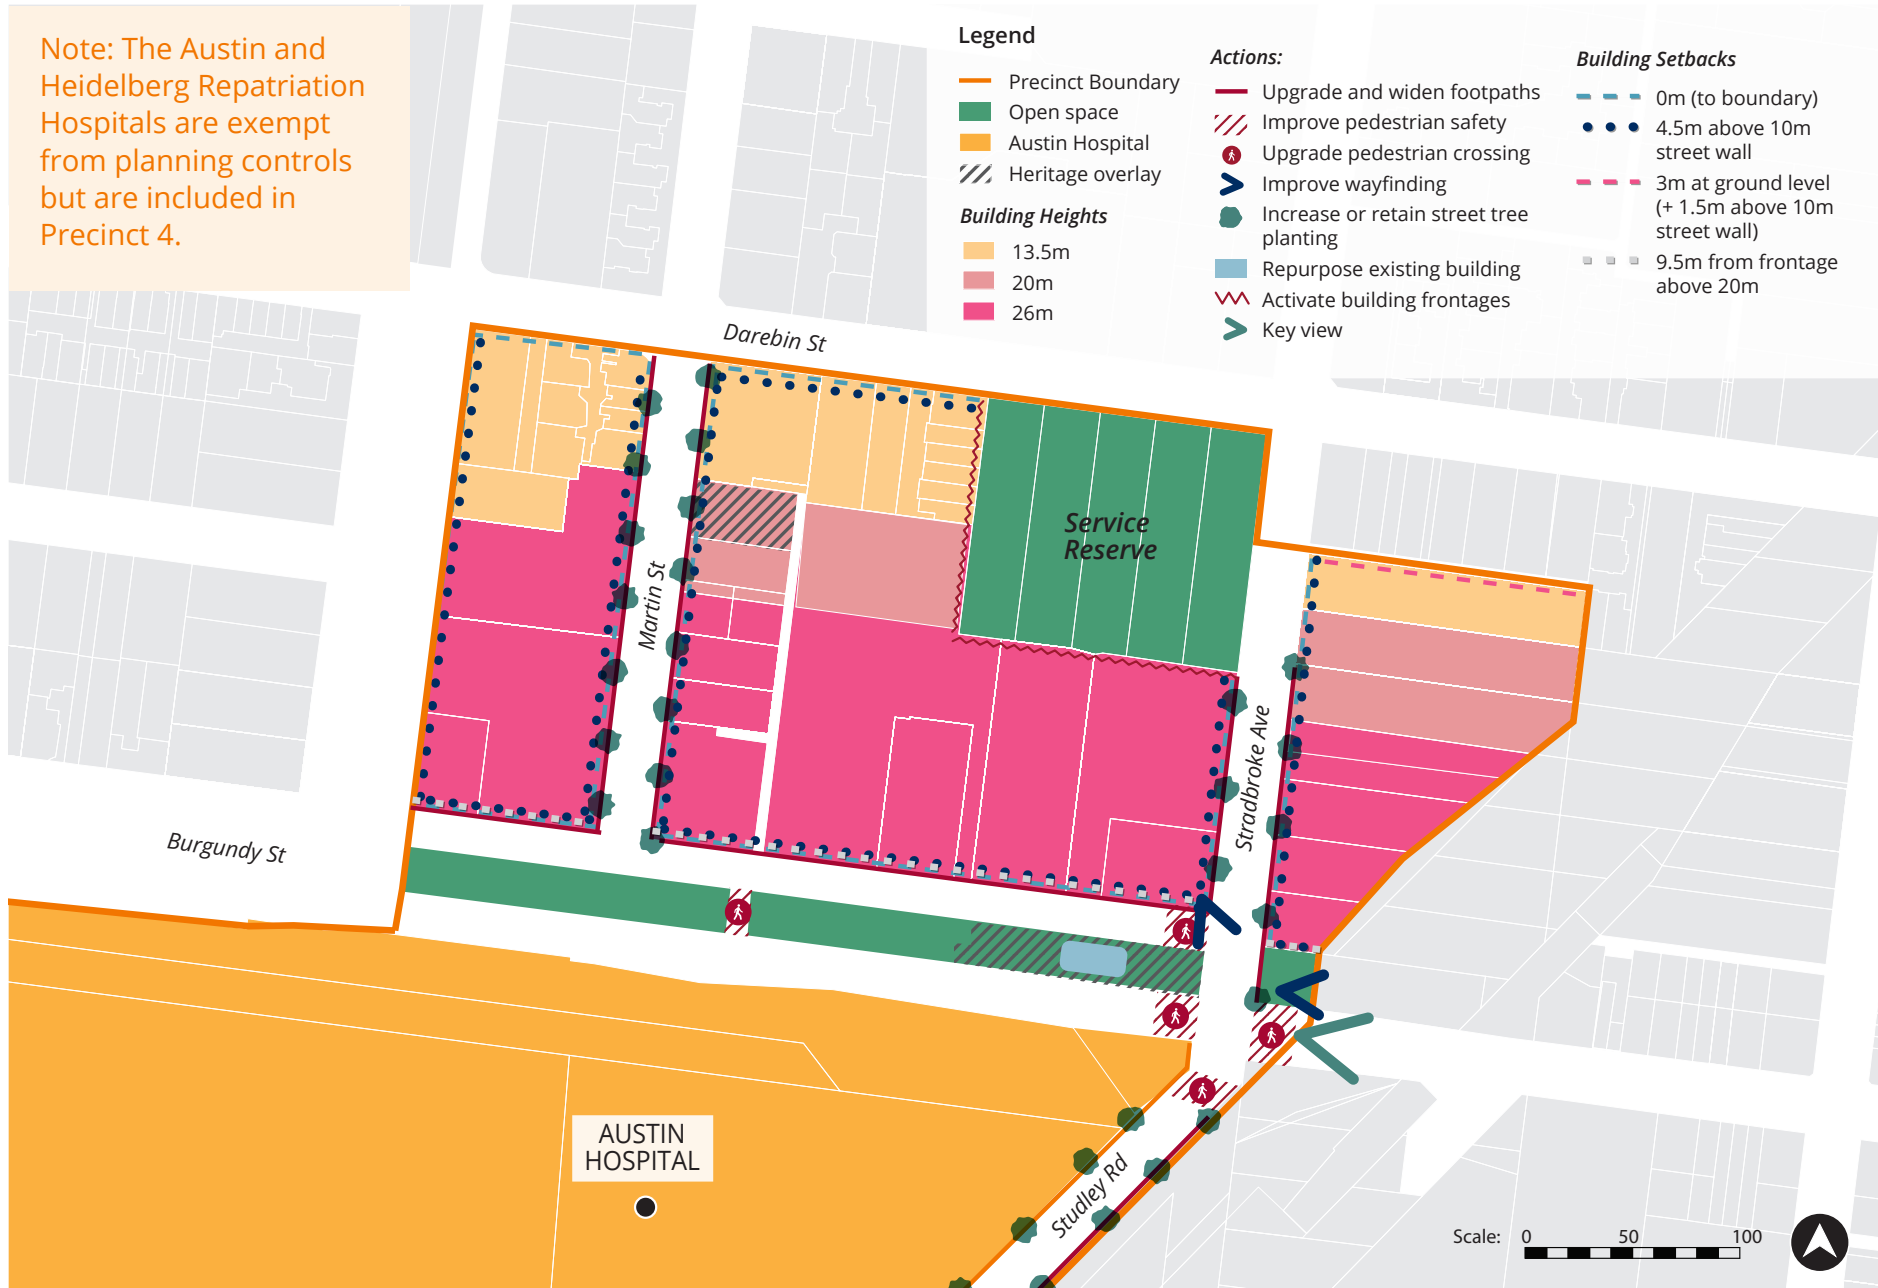 Note: The Austin and
Heidelberg Repatriation
Hospitals are exempt
from planning controls
but are included in
Precinct 4.
Legend
Precinct Boundary
Open space
Austin Hospital
Heritage overlay
Building Heights
13.5m
20m
26m
Actions:
Upgrade and widen footpaths
Improve pedestrian safety
Upgrade pedestrian crossing
Improve wayfinding
Increase or retain street tree
planting
Repurpose existing building
Activate building frontages
Key view
Building Setbacks
0m (to boundary)
4.5m above 10m
street wall
3m at ground level
(+ 1.5m above 10m
street wall)
9.5m from frontage
above 20m
Darebin St
Service
Reserve
Martin St
Stradbroke Ave
Burgundy St
AUSTIN
HOSPITAL
Studley Rd
Scale: 0 50 100